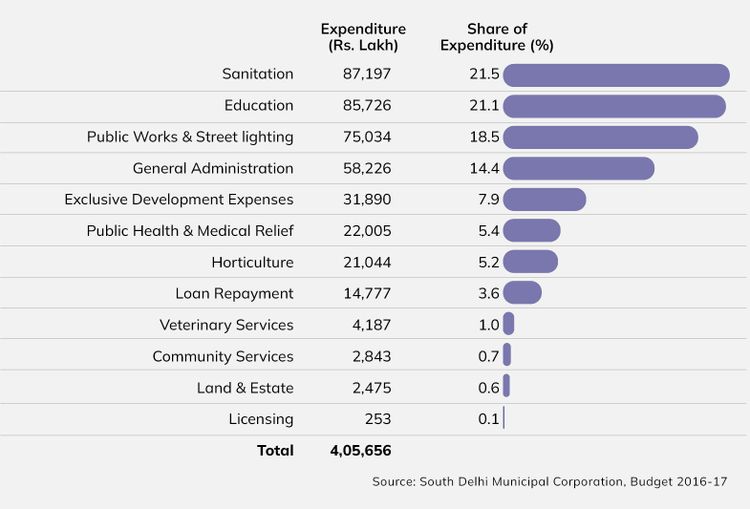 Expenditure (Rs. Lakh) Share of Expenditure (%)
Sanitation 87,197 21.5
Education 85,726 21.1
Public Works & Street lighting 75,034 18.5
General Administration 58,226 14.4
Exclusive Development Expenses 31,890 7.9
Public Health & Medical Relief 22,005 5.4
Horticulture 21,044 5.2
Loan Repayment 14,777 3.6
Veterinary Services 4,187 1.0
Community Services 2,843 0.7
Land & Estate 2,475 0.6
Licensing 253 0.1
Total 4,05,656
Source: South Delhi Municipal Corporation, Budget 2016-17